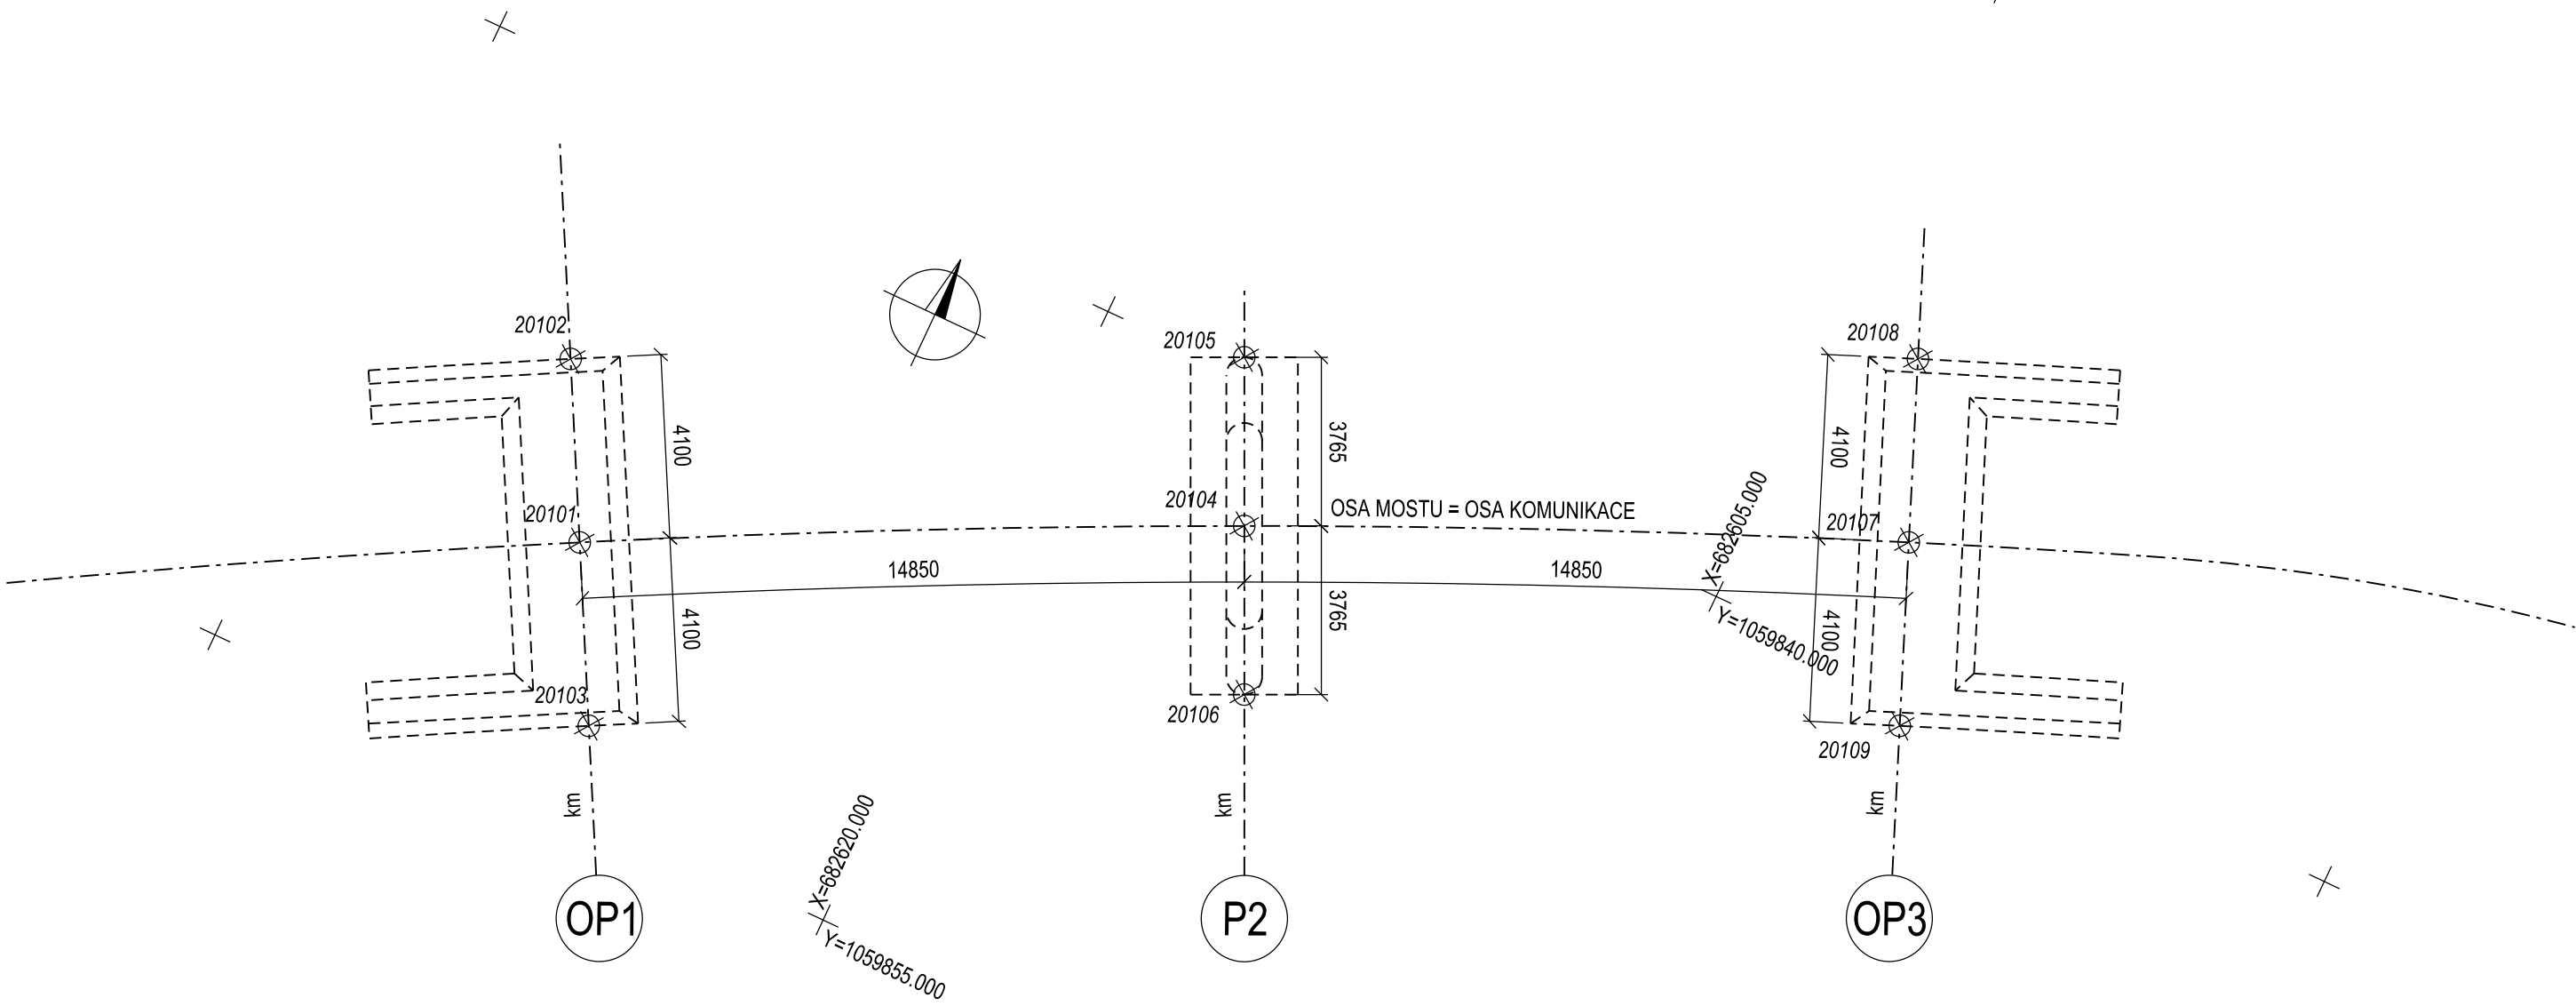 20102
20105
20108
4100
3765
4100
X=682605.000
20104
OSA MOSTU = OSA KOMUNIKACE
20101
20107
14850
14850
4100
3765
4100
Y=1059840.000
20103
20106
20109
km
km
km
X=682620.000
OP1
P2
OP3
Y=1059855.000